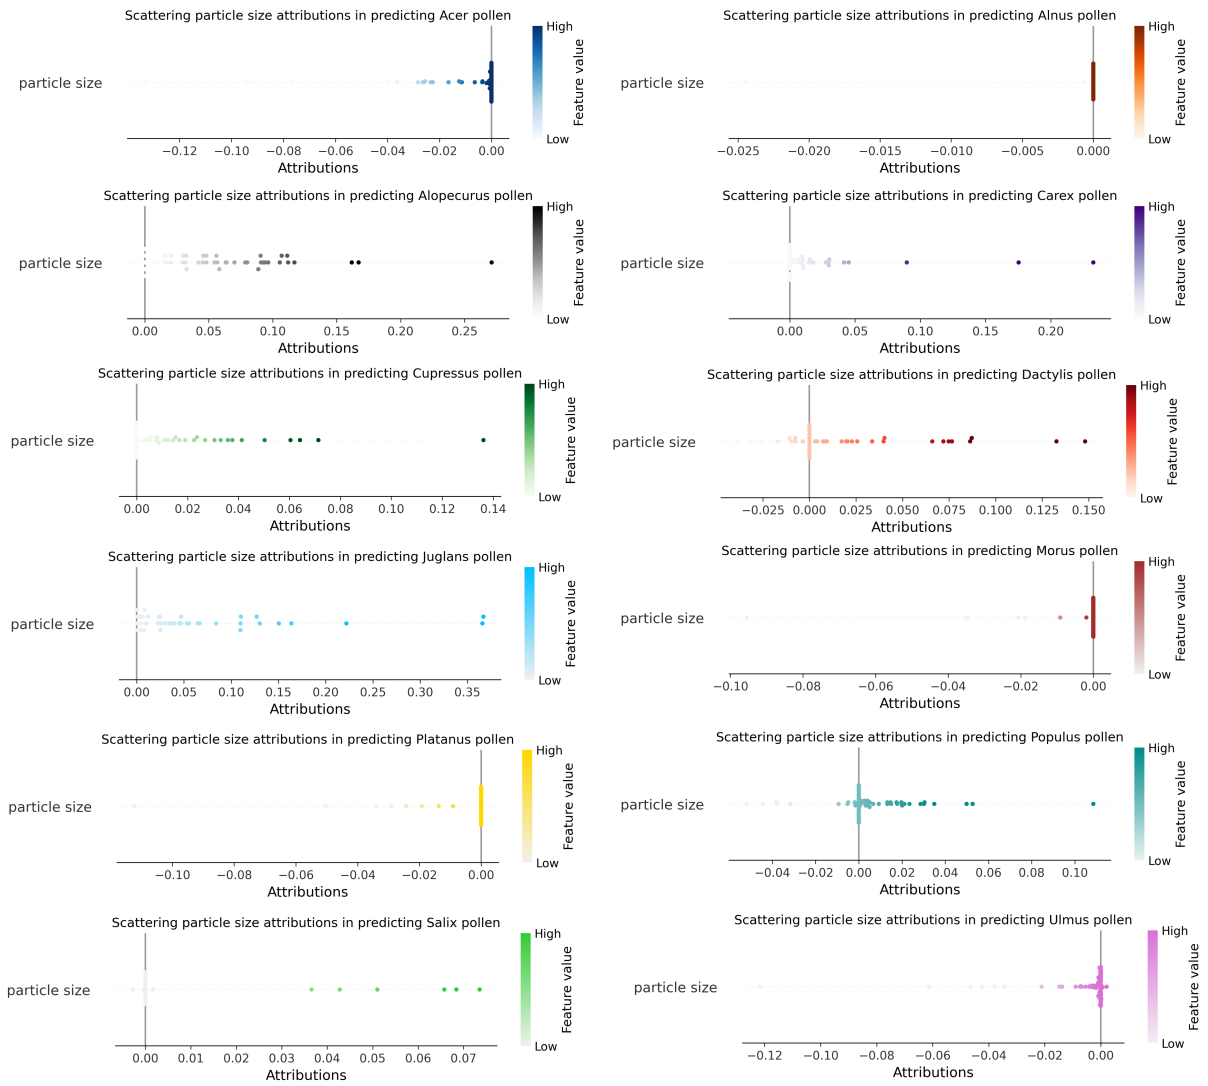 Scattering particle size attributions in predicting Acer pollen
High
particle size
Feature value
Low
−0.12 −0.10 −0.08 −0.06 −0.04 −0.02 0.00
Attributions
Scattering particle size attributions in predicting Alnus pollen
High
particle size
Feature value
Low
−0.025 −0.020 −0.015 −0.010 −0.005 0.000
Attributions
Scattering particle size attributions in predicting Alopecurus pollen
High
particle size
Feature value
Low
0.00 0.05 0.10 0.15 0.20 0.25
Attributions
Scattering particle size attributions in predicting Carex pollen
High
particle size
Feature value
Low
0.00 0.05 0.10 0.15 0.20
Attributions
Scattering particle size attributions in predicting Cupressus pollen
High
particle size
Feature value
Low
0.00 0.02 0.04 0.06 0.08 0.10 0.12 0.14
Attributions
Scattering particle size attributions in predicting Dactylis pollen
High
particle size
Feature value
Low
−0.025 0.000 0.025 0.050 0.075 0.100 0.125 0.150
Attributions
Scattering particle size attributions in predicting Juglans pollen
High
particle size
Feature value
Low
0.00 0.05 0.10 0.15 0.20 0.25 0.30 0.35
Attributions
Scattering particle size attributions in predicting Morus pollen
High
particle size
Feature value
Low
−0.10 −0.08 −0.06 −0.04 −0.02 0.00
Attributions
Scattering particle size attributions in predicting Platanus pollen
High
particle size
Feature value
Low
−0.10 −0.08 −0.06 −0.04 −0.02 0.00
Attributions
Scattering particle size attributions in predicting Populus pollen
High
particle size
Feature value
Low
−0.04 −0.02 0.00 0.02 0.04 0.06 0.08 0.10
Attributions
Scattering particle size attributions in predicting Salix pollen
High
particle size
Feature value
Low
0.00 0.01 0.02 0.03 0.04 0.05 0.06 0.07
Attributions
Scattering particle size attributions in predicting Ulmus pollen
High
particle size
Feature value
Low
−0.12 −0.10 −0.08 −0.06 −0.04 −0.02 0.00
Attributions